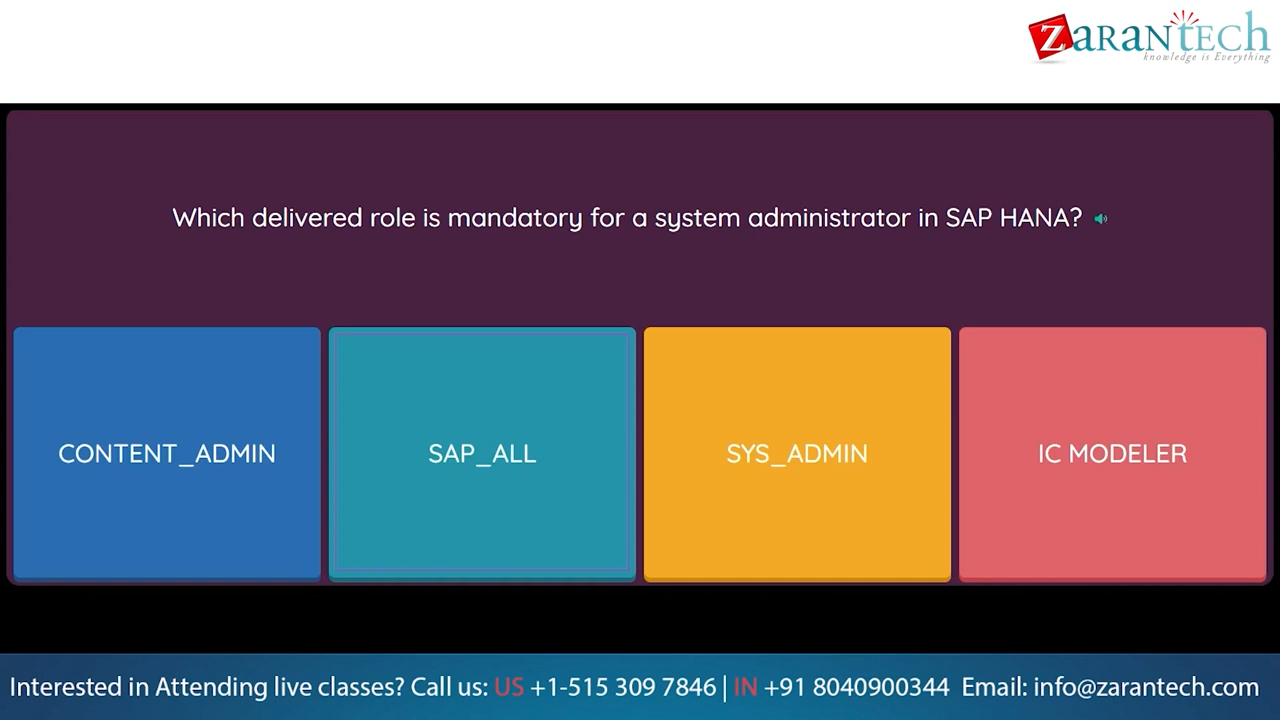 ZARANTECH
knowledge is Everything
Which delivered role is mandatory for a system administrator in SAP HANA?
CONTENT_ADMIN
SAP_ALL
SYS_ADMIN
IC MODELER
Interested in Attending live classes? Call us: US +1-515 309 7846 | IN +91 8040900344 Email: info@zarantech.com